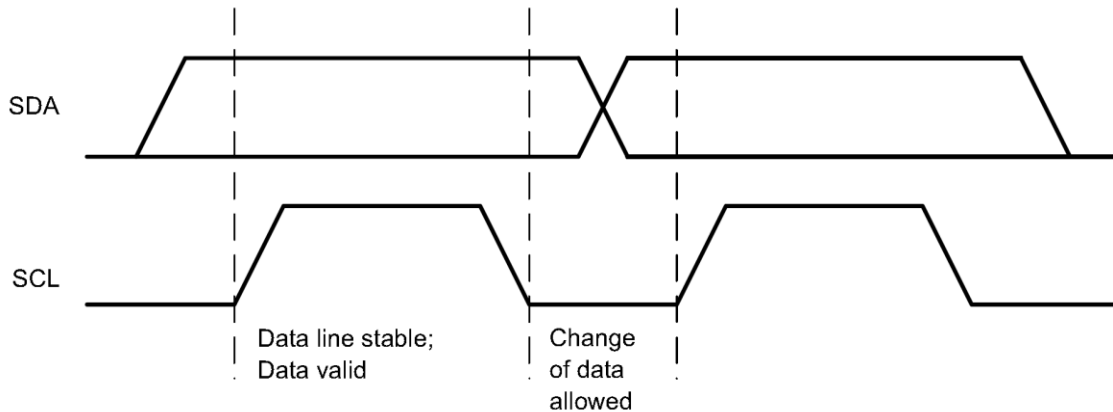 SDA
SCL
Data line stable;
Data valid
Change
of data
allowed